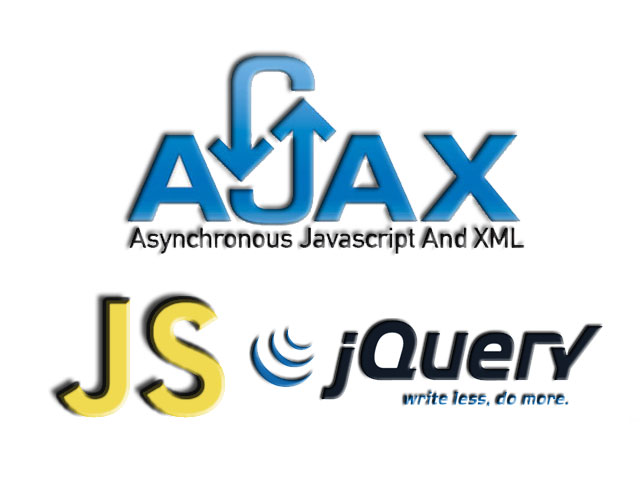 AJAX
Asynchronous Javascript And XML
JS
jQuery
write less, do more.